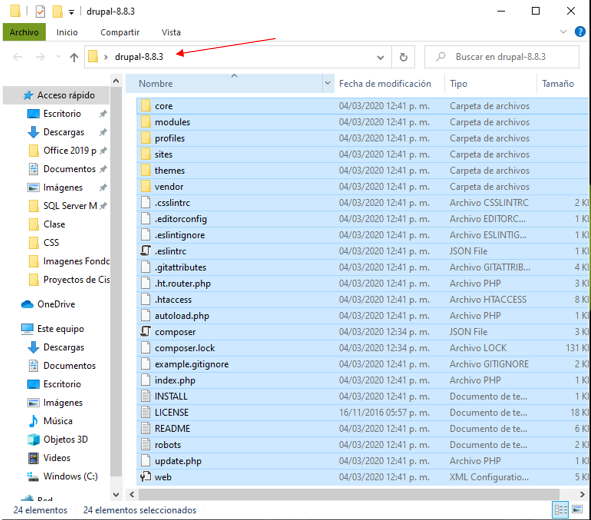 drupal-8.8.3
Archivo Inicio Compartir Vista
drupal-8.8.3 Buscar en drupal-8.8.3
Nombre Fecha de modificación Tipo Tamaño
Acceso rápido
Escritorio
Descargas
Office 2019 p
Documentos
Imágenes
SQL Server M
Clase
CSS
Imagenes Fondo
Proyectos de Cis
OneDrive
Este equipo
Descargas
Documentos
Escritorio
Imágenes
Música
Objetos 3D
Videos
Windows (C:)
Red
core 04/03/2020 12:41 p. m. Carpeta de archivos
modules 04/03/2020 12:41 p. m. Carpeta de archivos
profiles 04/03/2020 12:41 p. m. Carpeta de archivos
sites 04/03/2020 12:41 p. m. Carpeta de archivos
themes 04/03/2020 12:41 p. m. Carpeta de archivos
vendor 04/03/2020 12:41 p. m. Carpeta de archivos
.csslintrc 04/03/2020 12:41 p. m. Archivo CSSLINTRC 2 K
.editorconfig 04/03/2020 12:41 p. m. Archivo EDITORC... 1 K
.eslintignore 04/03/2020 12:41 p. m. Archivo ESLINTIG... 1 K
.eslintrc 04/03/2020 12:41 p. m. JSON File 1 K
.gitattributes 04/03/2020 12:41 p. m. Archivo GITATTRIB... 4 K
.ht.router.php 04/03/2020 12:41 p. m. Archivo PHP 3 K
.htaccess 04/03/2020 12:41 p. m. Archivo HTACCESS 8 K
autoload.php 04/03/2020 12:41 p. m. Archivo PHP 1 K
composer 04/03/2020 12:34 p. m. JSON File 3 K
composer.lock 04/03/2020 12:34 p. m. Archivo LOCK 131 K
example.gitignore 04/03/2020 12:41 p. m. Archivo GITIGNORE 2 K
index.php 04/03/2020 12:41 p. m. Archivo PHP 1 K
INSTALL 04/03/2020 12:41 p. m. Documento de te... 1 K
LICENSE 16/11/2016 05:57 p. m. Documento de te... 18 K
README 04/03/2020 12:41 p. m. Documento de te... 6 K
robots 04/03/2020 12:41 p. m. Documento de te... 2 K
update.php 04/03/2020 12:41 p. m. Archivo PHP 1 K
web 04/03/2020 12:41 p. m. XML Configuratio... 5 K
24 elementos 24 elementos seleccionados